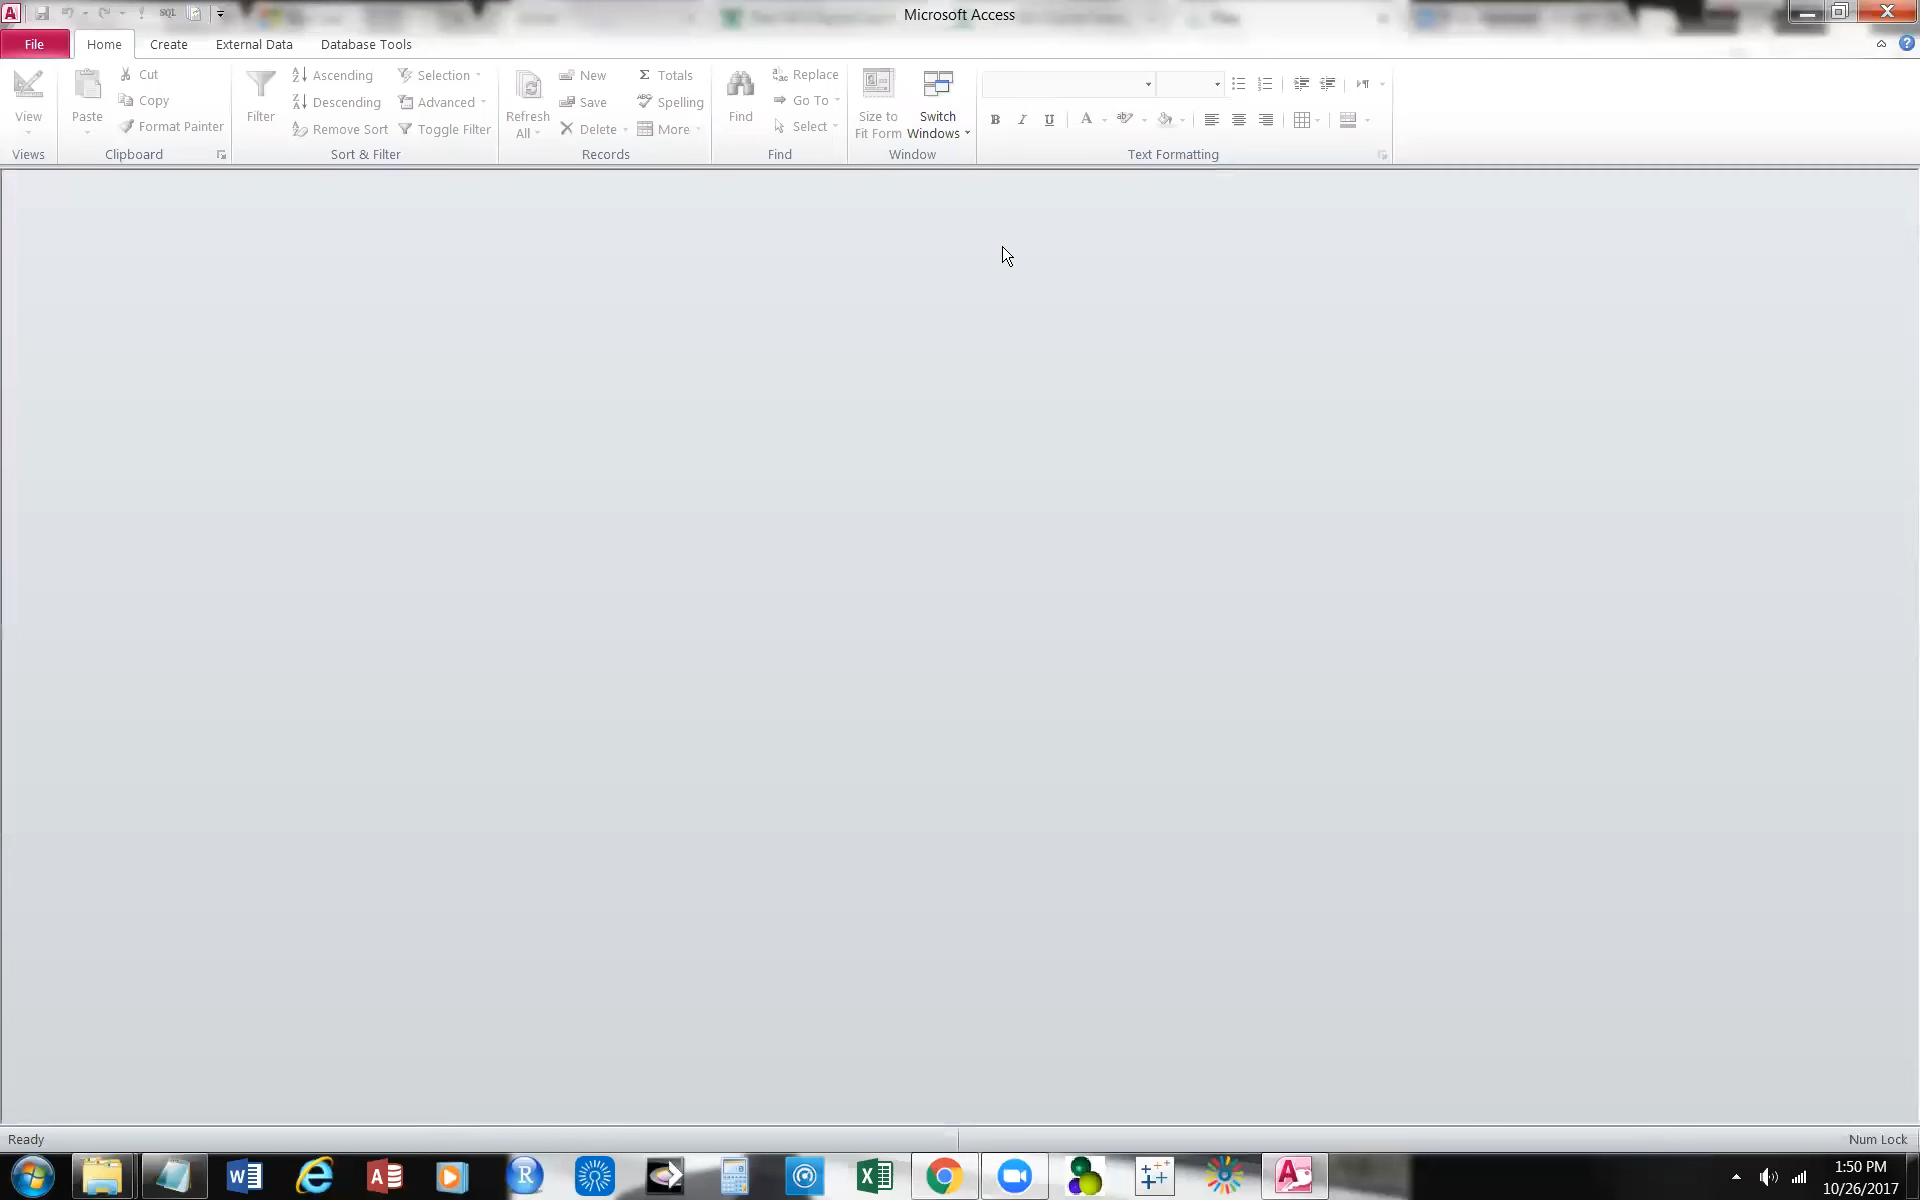 SQL
Microsoft Access
File Home Create External Data Database Tools
View
Views
Paste
Cut
Copy
Format Painter
Clipboard
Filter
Ascending
Descending
Remove Sort
Selection
Advanced
Toggle Filter
Sort & Filter
Refresh
All
New
Save
Delete
Totals
Spelling
More
Records
Find
Replace
Go To
Select
Find
Size to
Fit Form
Switch
Windows
Window
B I U A
Text Formatting
Ready
Num Lock
1:50 PM
10/26/2017